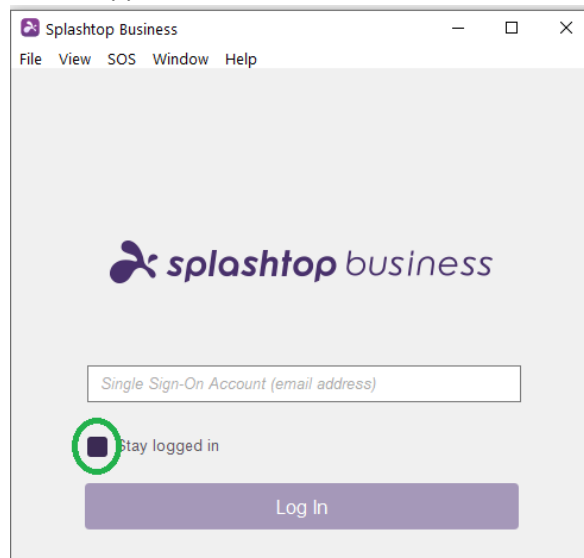 Splashtop Business
File View SOS Window Help
splashtop business
Single Sign-On Account (email address)
Stay logged in
Log In